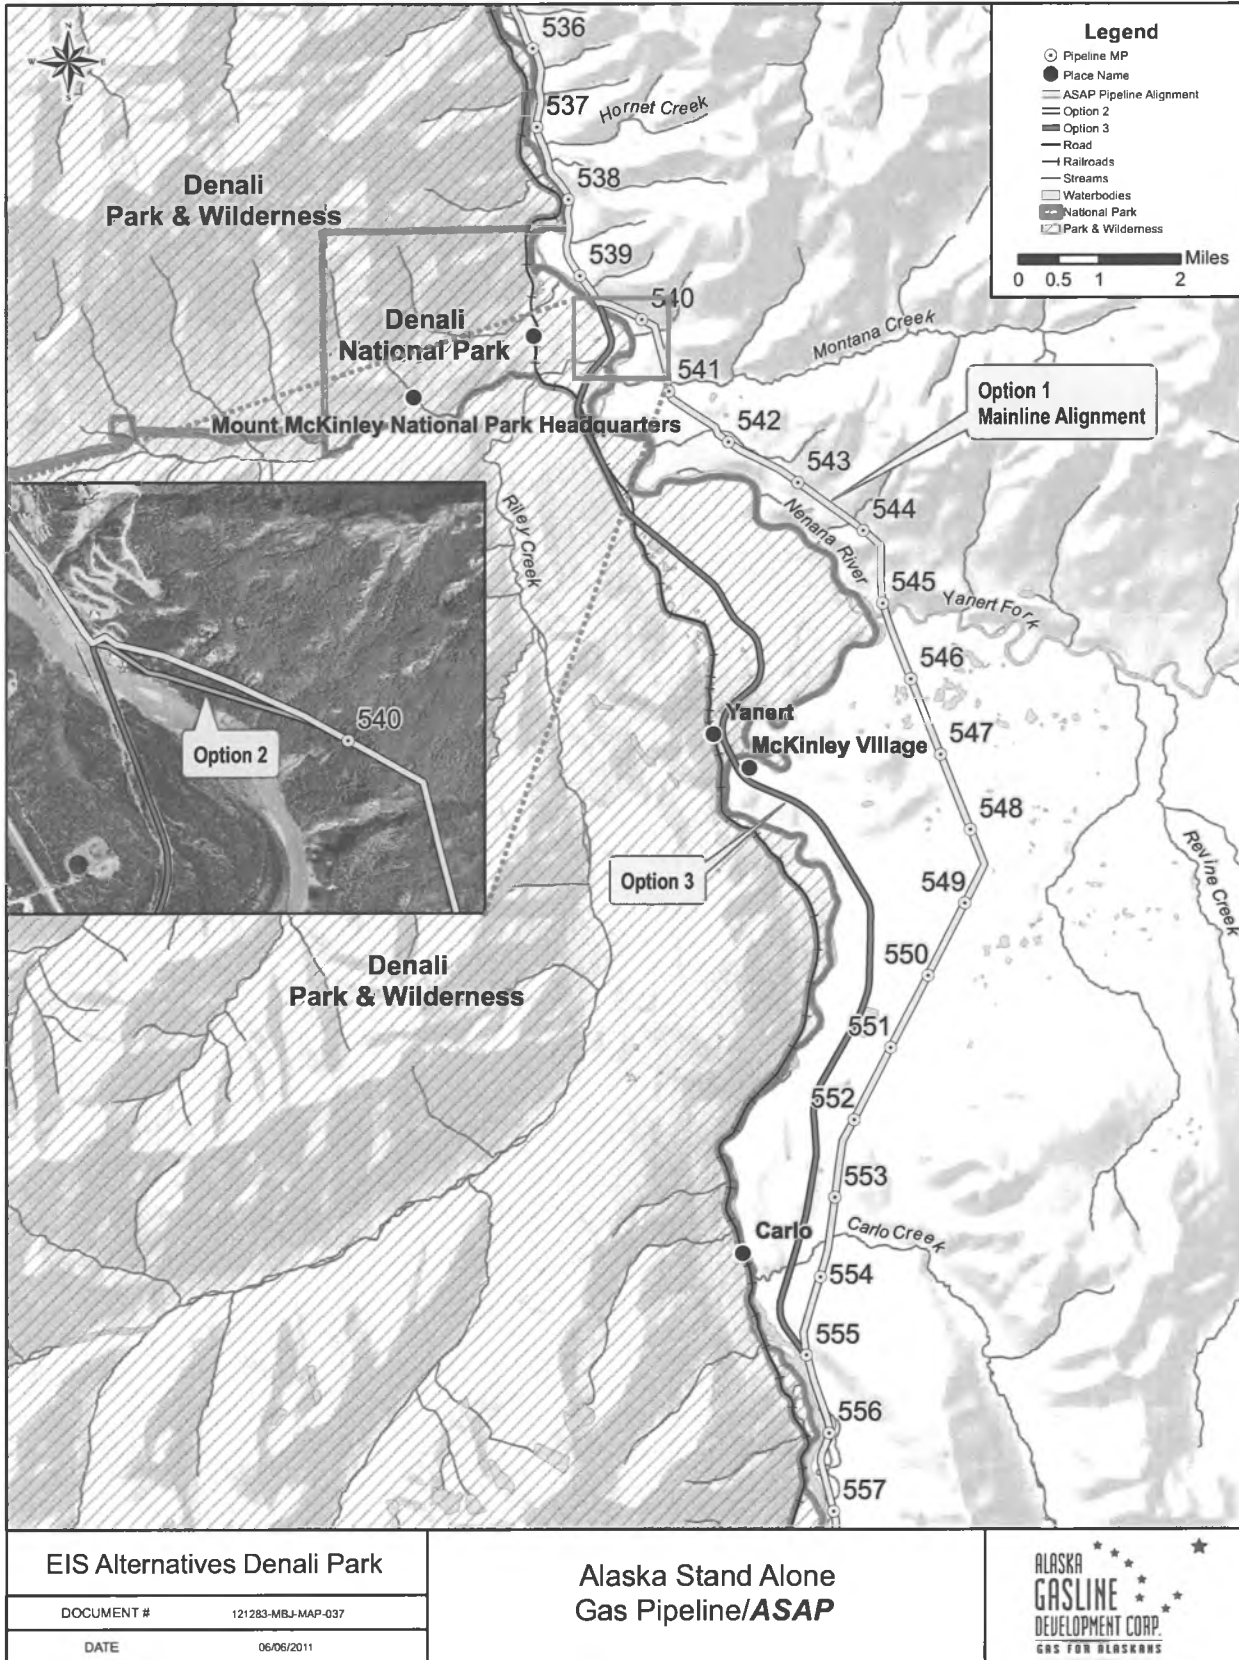 536
537
Hornet Creek
538
Denali
Park & Wilderness
539
540
Denali
National Park
541
Montana Creek
Mount McKinley National Park Headquarters
542
543
544
Option 1
Mainline Alignment
Legend
Pipeline MP
Place Name
ASAP Pipeline Alignment
Option 2
Option 3
Road
Railroads
Streams
Waterbodies
National Park
Park & Wilderness
0 0.5 1 2 Miles
N
W E
S
Riley Creek
Nenana River
545
Yanert Fork
546
547
540
Option 2
Yanert
McKinley Village
548
Revine Creek
Option 3
549
550
Denali
Park & Wilderness
551
552
553
Carlo
Carlo Creek
554
555
556
557
EIS Alternatives Denali Park
DOCUMENT # 121283-MBJ-MAP-037
DATE 06/06/2011
Alaska Stand Alone
Gas Pipeline/ASAP
ALASKA
GASLINE
DEVELOPMENT CORP.
GAS FOR ALASKANS